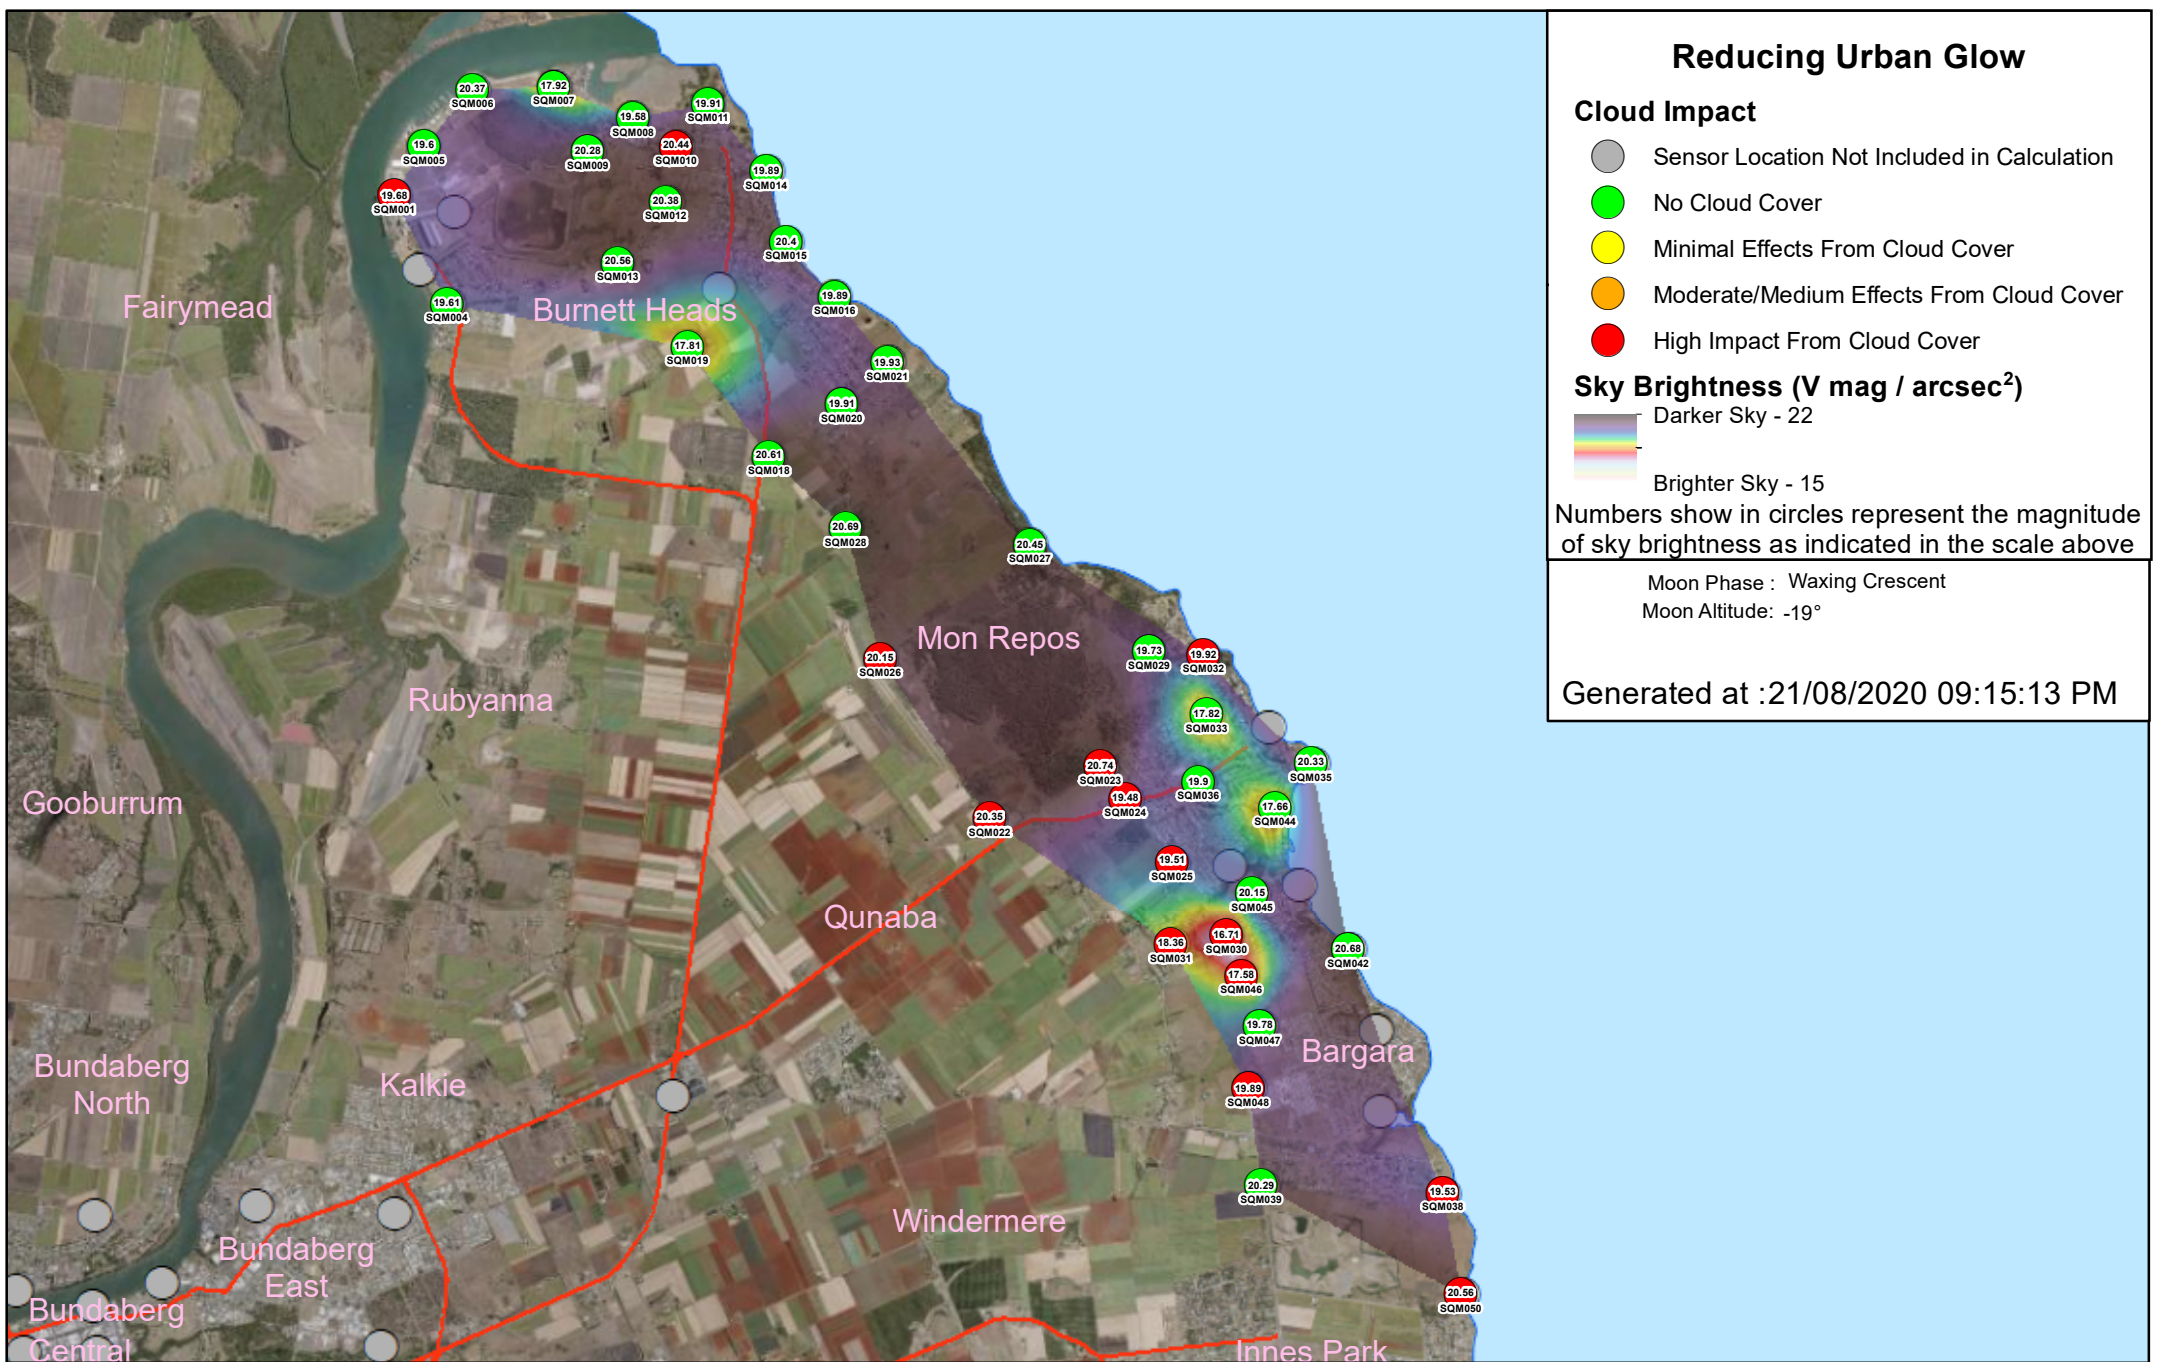 Reducing Urban Glow
Cloud Impact
Sensor Location Not Included in Calculation
No Cloud Cover
Minimal Effects From Cloud Cover
Moderate/Medium Effects From Cloud Cover
High Impact From Cloud Cover
Sky Brightness (V mag / arcsec²)
Darker Sky - 22
Brighter Sky - 15
Numbers show in circles represent the magnitude
of sky brightness as indicated in the scale above
Moon Phase : Waxing Crescent
Moon Altitude: -19°
Generated at :21/08/2020 09:15:13 PM
20.37
SQM006
17.92
SQM007
19.58
SQM008
19.91
SQM011
19.6
SQM005
20.28
SQM009
20.44
SQM010
19.89
SQM014
19.68
SQM001
20.38
SQM012
20.4
SQM015
20.56
SQM013
19.61
SQM004
Fairymead
Burnett Heads
19.89
SQM016
17.81
SQM019
19.93
SQM021
19.91
SQM020
20.61
SQM018
20.69
SQM028
20.45
SQM027
Mon Repos
20.15
SQM026
19.73
SQM029
19.92
SQM032
Rubyanna
17.82
SQM033
20.74
SQM023
19.48
SQM024
19.9
SQM036
20.33
SQM035
Gooburrum
20.35
SQM022
17.66
SQM044
19.51
SQM025
20.15
SQM045
Qunaba
18.36
SQM031
16.71
SQM030
17.58
SQM046
20.68
SQM042
19.78
SQM047
Bargara
Bundaberg
North
Kalkie
19.89
SQM048
20.29
SQM039
19.53
SQM038
Windermere
Bundaberg
East
20.56
SQM050
Bundaberg
Central
Innes Park